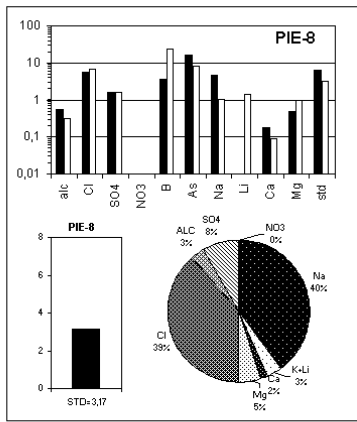 PIE-8
100
10
1
0,1
0,01
alc Cl SO4 NO3 B As Na Li Ca Mg std
PIE-8
8
6
4
2
0
STD=3,17
NO3
0%
Na
40%
K+Li
3%
Ca
2%
Mg
5%
Cl
39%
ALC
3%
SO4
8%